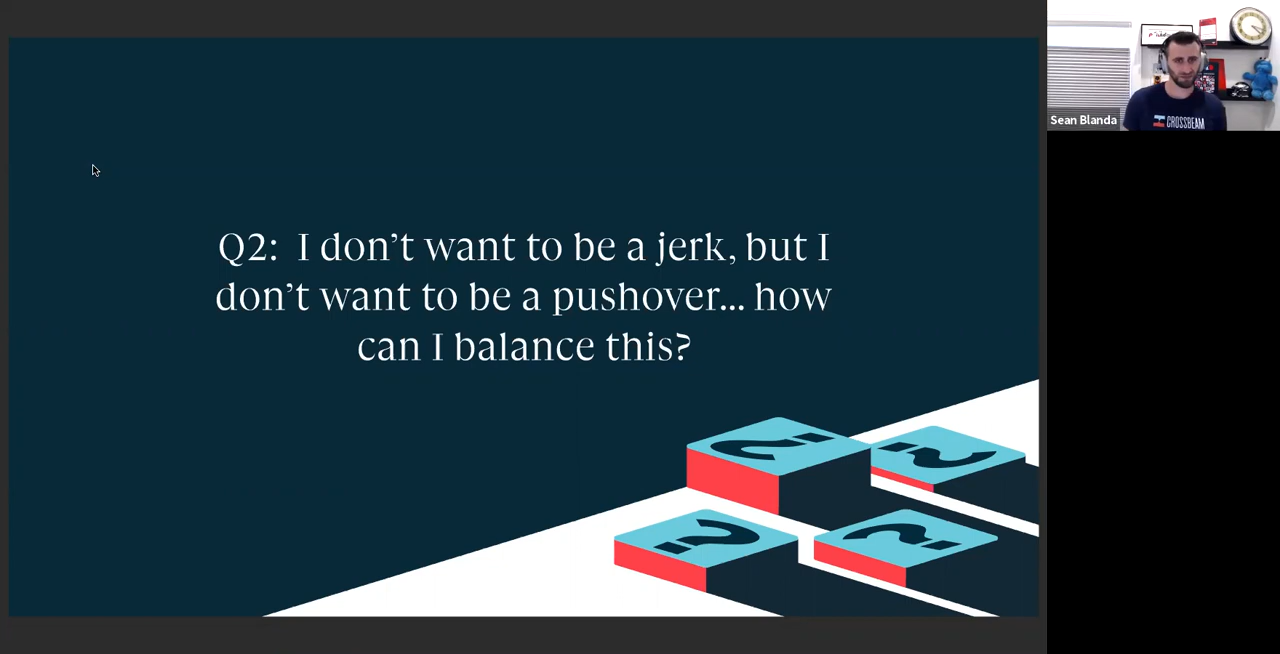 Q2: I don’t want to be a jerk, but I
don’t want to be a pushover... how
can I balance this?
Sean Blanda
CROSSBEAM